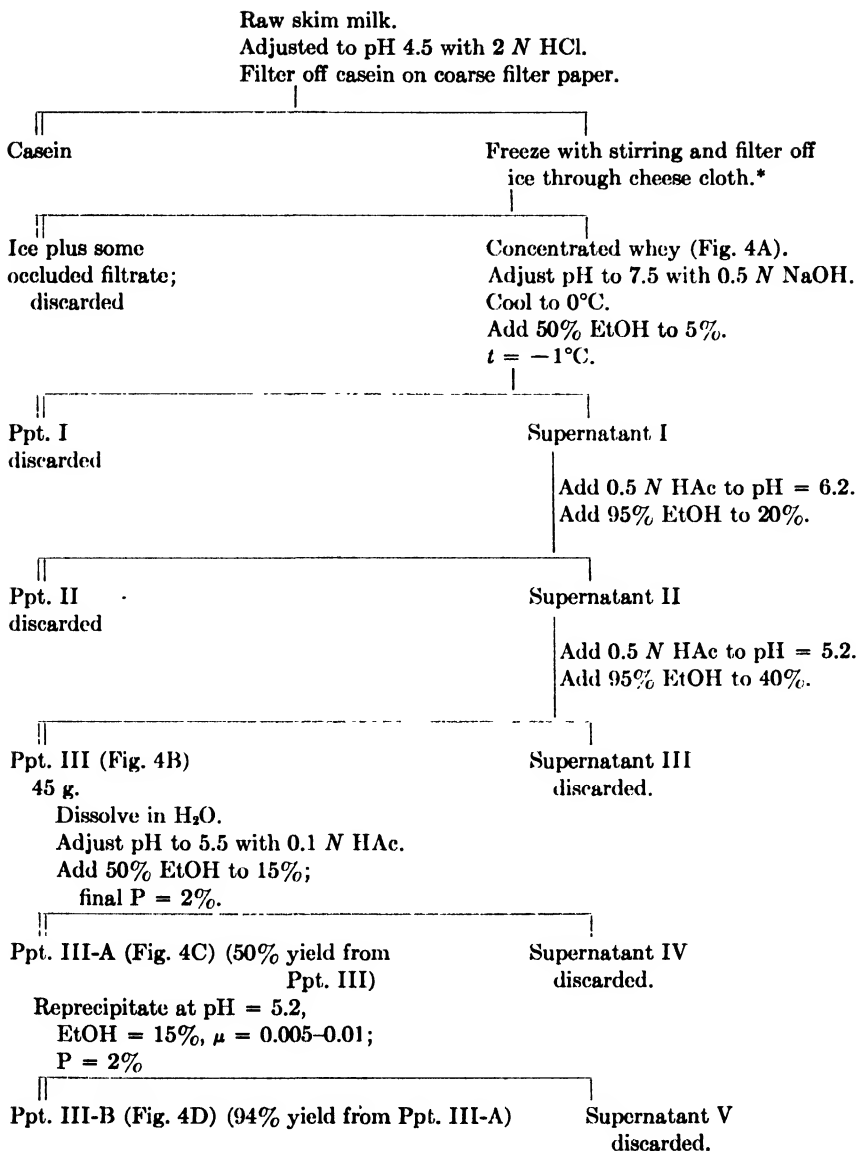 Raw skim milk.
Adjusted to pH 4.5 with 2 N HCl.
Filter off casein on coarse filter paper.
Casein
Freeze with stirring and filter off
ice through cheese cloth.*
Ice plus some
occluded filtrate;
discarded
Concentrated whey (Fig. 4A).
Adjust pH to 7.5 with 0.5 N NaOH.
Cool to 0°C.
Add 50% EtOH to 5%.
t = −1°C.
Ppt. I
discarded
Supernatant I
Add 0.5 N HAc to pH = 6.2.
Add 95% EtOH to 20%.
Ppt. II
discarded
Supernatant II
Add 0.5 N HAc to pH = 5.2.
Add 95% EtOH to 40%.
Ppt. III (Fig. 4B)
45 g.
Dissolve in H₂O.
Adjust pH to 5.5 with 0.1 N HAc.
Add 50% EtOH to 15%;
final P = 2%.
Supernatant III
discarded.
Ppt. III-A (Fig. 4C) (50% yield from
Ppt. III)
Reprecipitate at pH = 5.2,
EtOH = 15%, μ = 0.005–0.01;
P = 2%
Supernatant IV
discarded.
Ppt. III-B (Fig. 4D) (94% yield from Ppt. III-A)
Supernatant V
discarded.